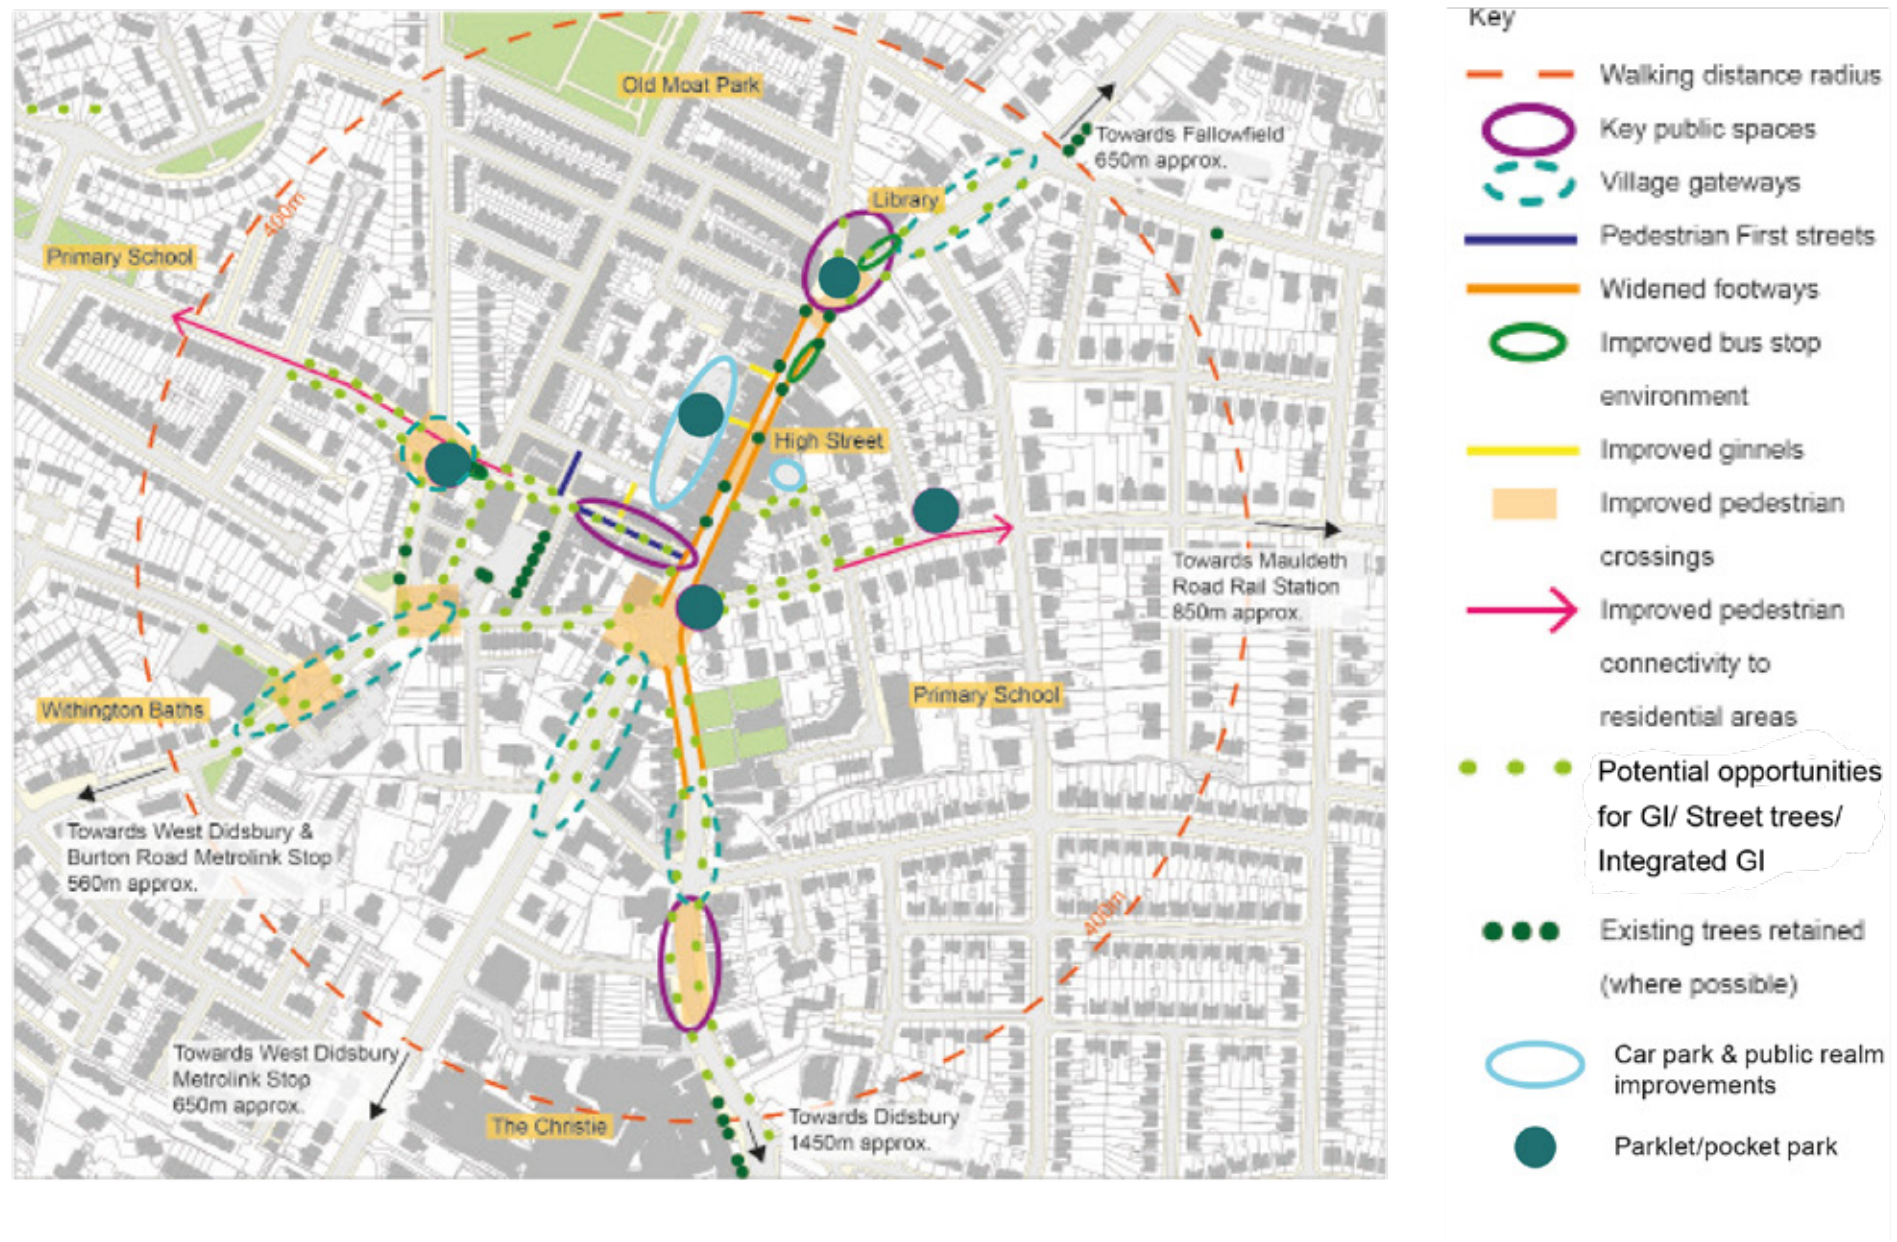 Old Moat Park
Towards Fallowfield
650m approx.
Library
400m
Primary School
High Street
Towards Mauldeth
Road Rail Station
850m approx.
Primary School
Withington Baths
Towards West Didsbury &
Burton Road Metrolink Stop
560m approx.
400m
Towards West Didsbury
Metrolink Stop
650m approx.
The Christie
Towards Didsbury
1450m approx.
Key
Walking distance radius
Key public spaces
Village gateways
Pedestrian First streets
Widened footways
Improved bus stop
environment
Improved ginnels
Improved pedestrian
crossings
Improved pedestrian
connectivity to
residential areas
Potential opportunities
for GI/ Street trees/
Integrated GI
Existing trees retained
(where possible)
Car park & public realm
improvements
Parklet/pocket park